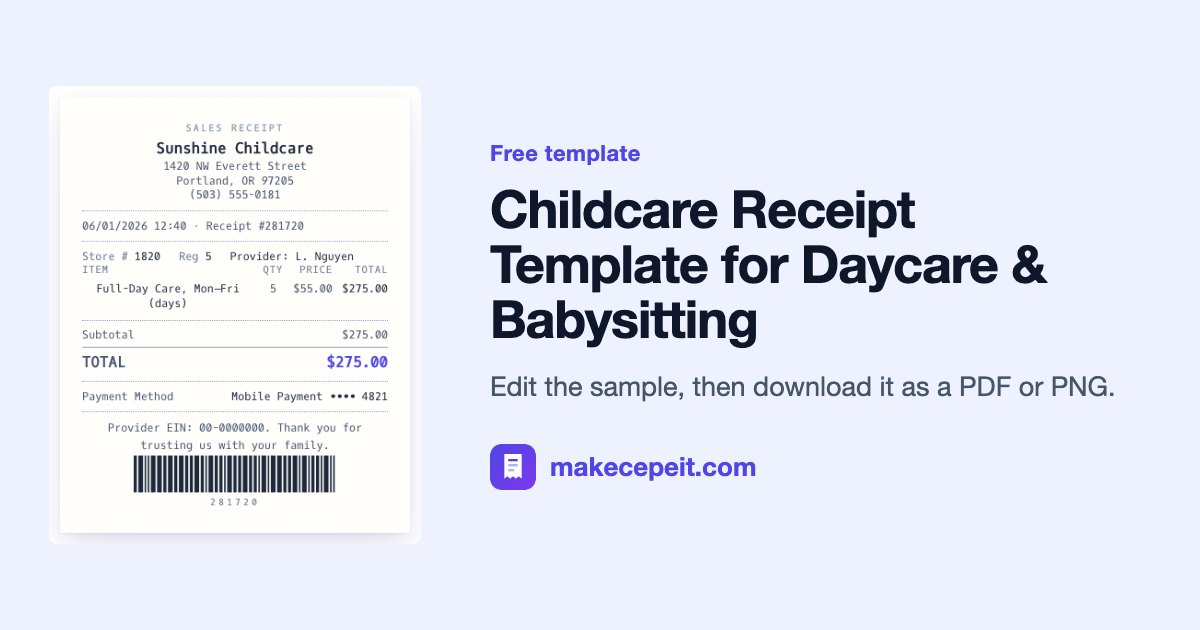 SALES RECEIPT
Sunshine Childcare
1420 NW Everett Street
Portland, OR 97205
(503) 555-0181
06/01/2026 12:40 · Receipt #281720
Store # 1820 Reg 5 Provider: L. Nguyen
ITEM QTY PRICE TOTAL
Full-Day Care, Mon–Fri 5 $55.00 $275.00
(days)
Subtotal $275.00
TOTAL $275.00
Payment Method Mobile Payment •••• 4821
Provider EIN: 00-0000000. Thank you for
trusting us with your family.
281720
Free template
Childcare Receipt
Template for Daycare &
Babysitting
Edit the sample, then download it as a PDF or PNG.
makecepeit.com